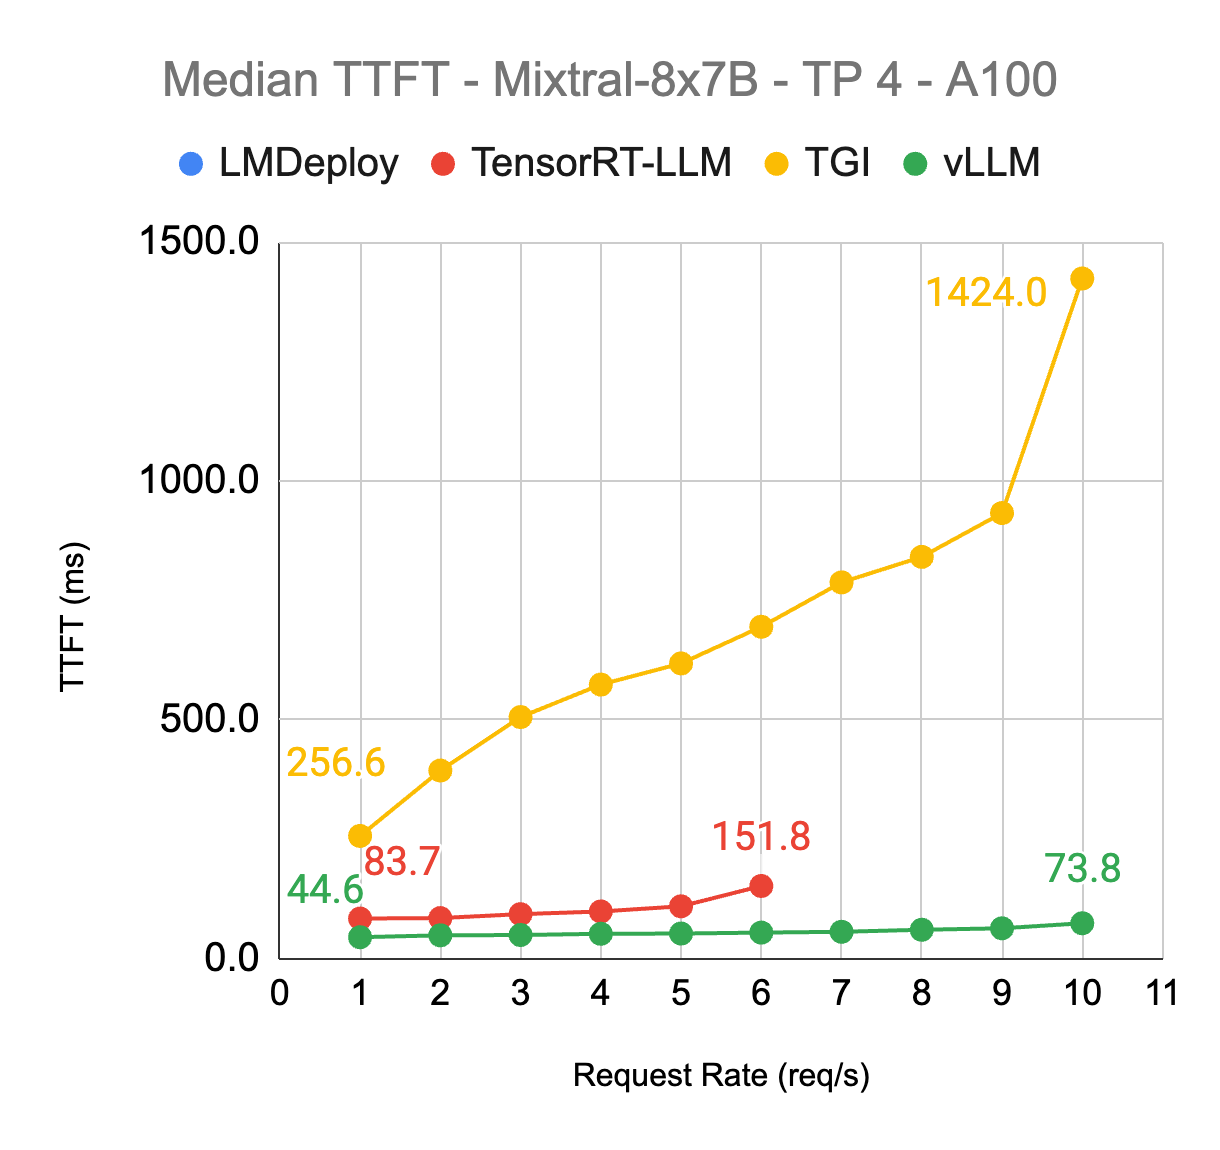 Median TTFT - Mixtral-8x7B - TP 4 - A100
LMDeploy TensorRT-LLM TGI vLLM
1500.0
1424.0
1000.0
TTFT (ms)
500.0
256.6
151.8
83.7
73.8
44.6
0.0
0 1 2 3 4 5 6 7 8 9 10 11
Request Rate (req/s)